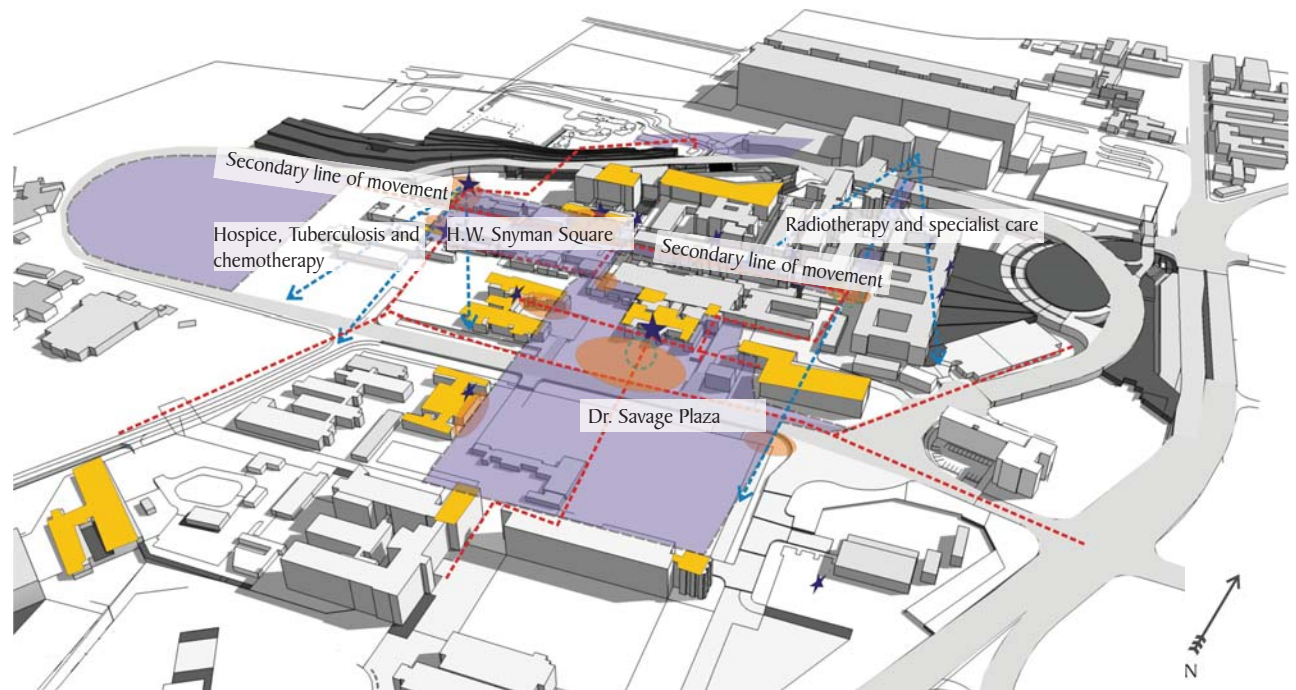 Secondary line of movement
Hospice, Tuberculosis and
chemotherapy
H.W. Snyman Square
Radiotherapy and specialist care
Secondary line of movement
Dr. Savage Plaza
N